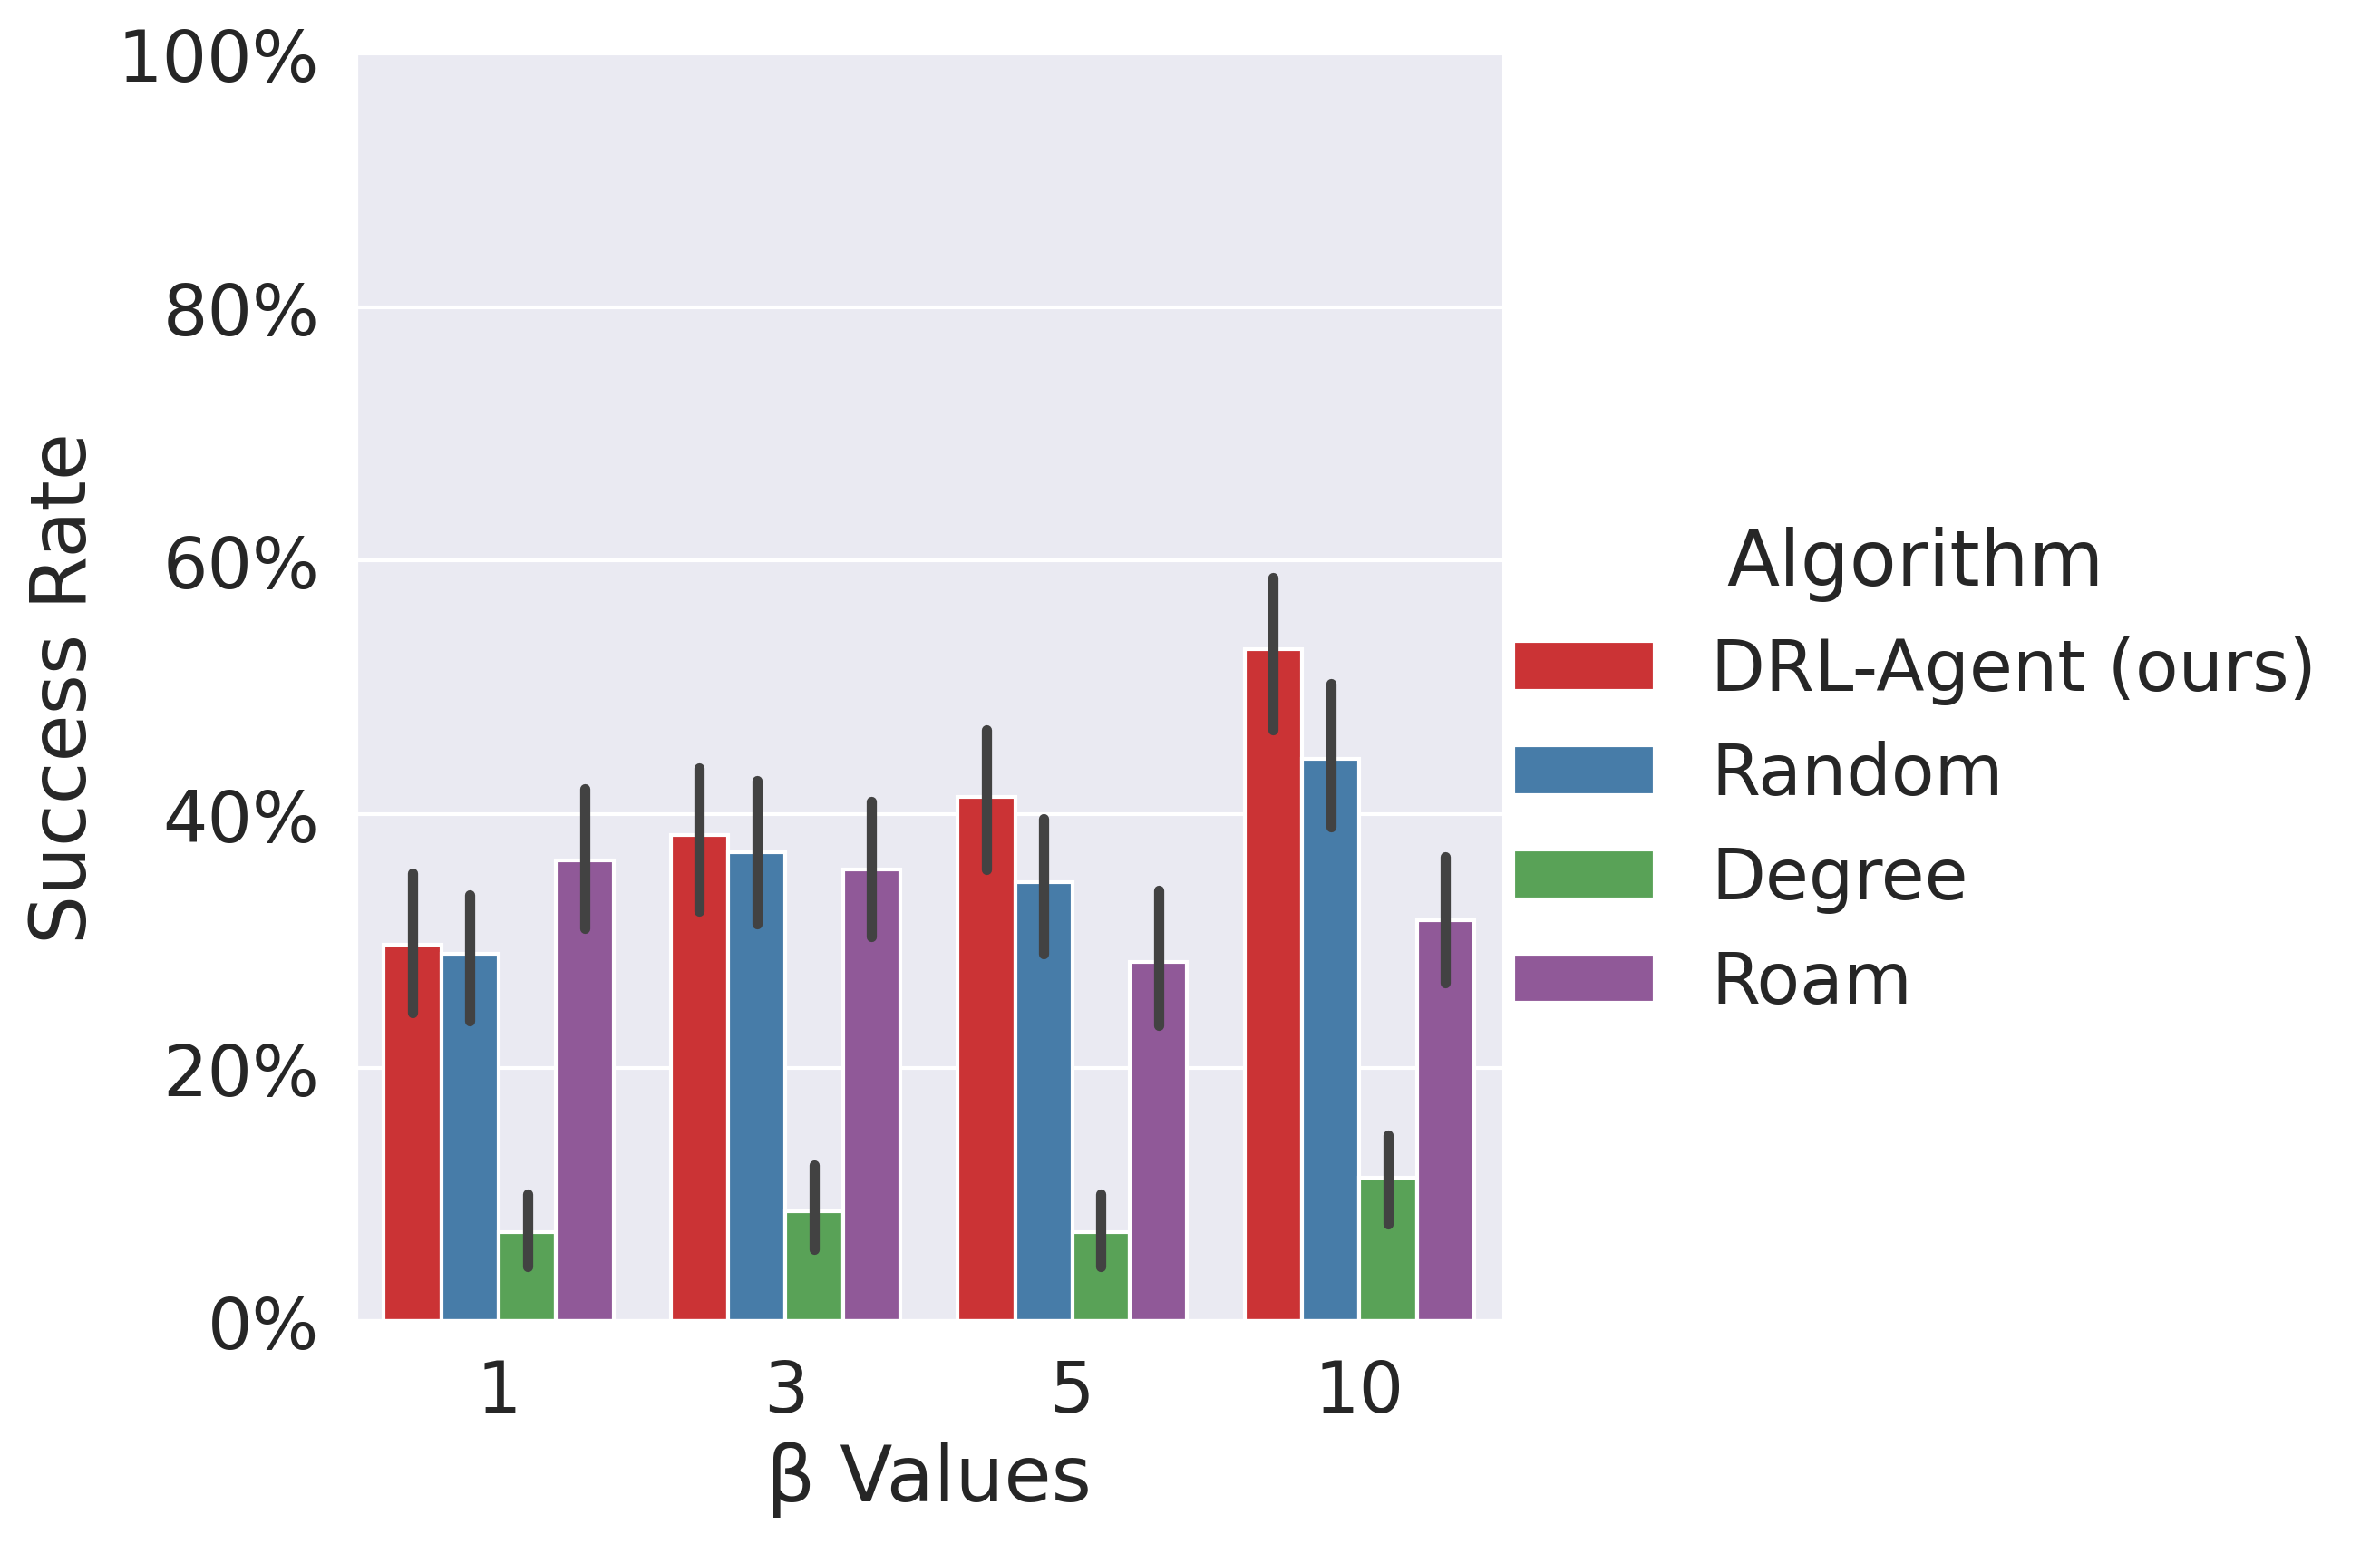 100%
80%
60%
40%
20%
0%
Success Rate
1 3 5 10
β Values
Algorithm
DRL-Agent (ours)
Random
Degree
Roam